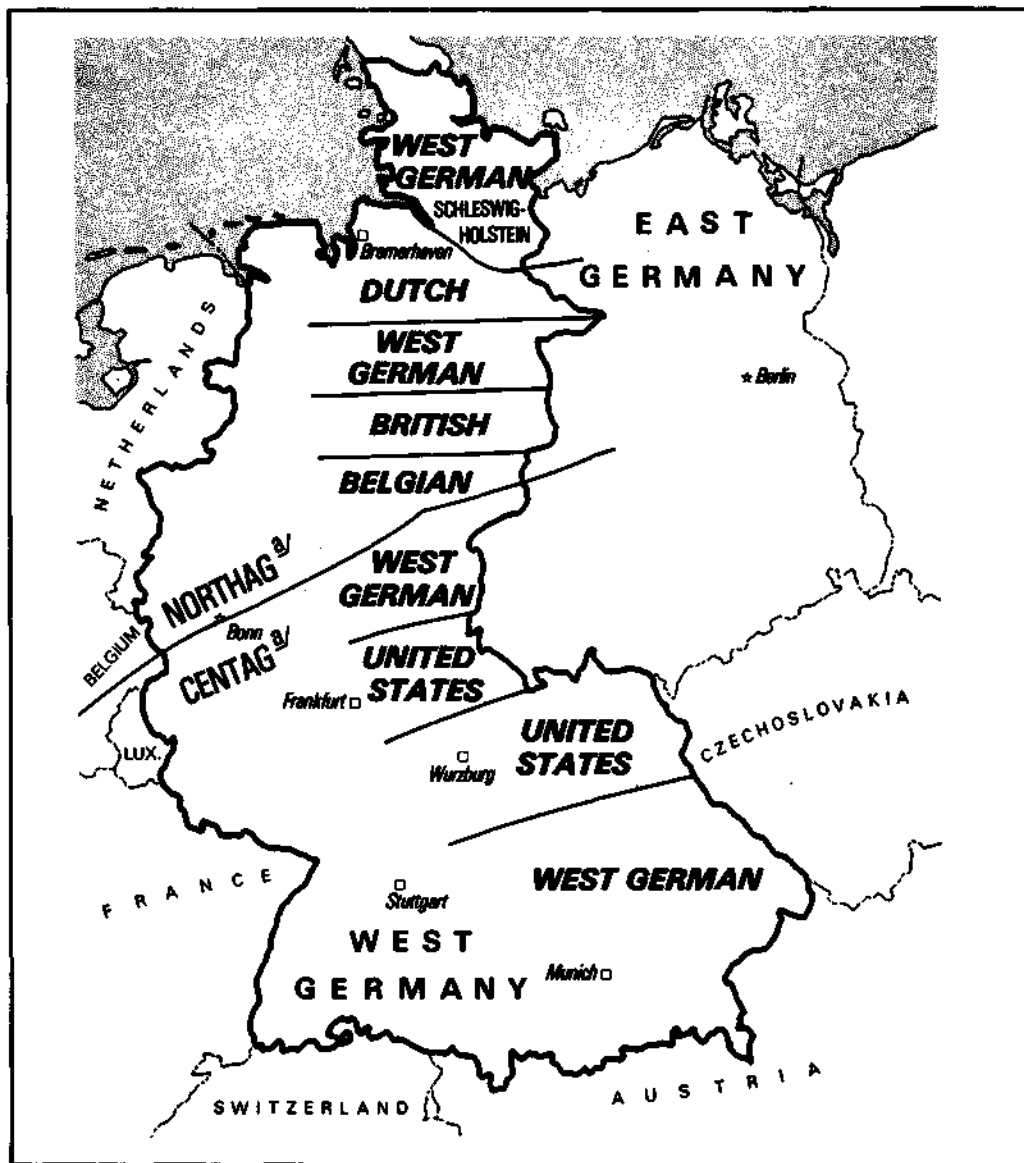 WEST
GERMAN
SCHLESWIG-
HOLSTEIN
EAST
GERMANY
Bremerhaven
DUTCH
NETHERLANDS
WEST
GERMAN
Berlin
BRITISH
BELGIAN
NORTHAG a/
WEST
GERMAN
BELGIUM
Bonn
CENTAG a/
UNITED
STATES
Frankfurt
CZECHOSLOVAKIA
LUX.
UNITED
STATES
Wurzburg
FRANCE
WEST GERMAN
Stuttgart
WEST
GERMANY
Munich
AUSTRIA
SWITZERLAND